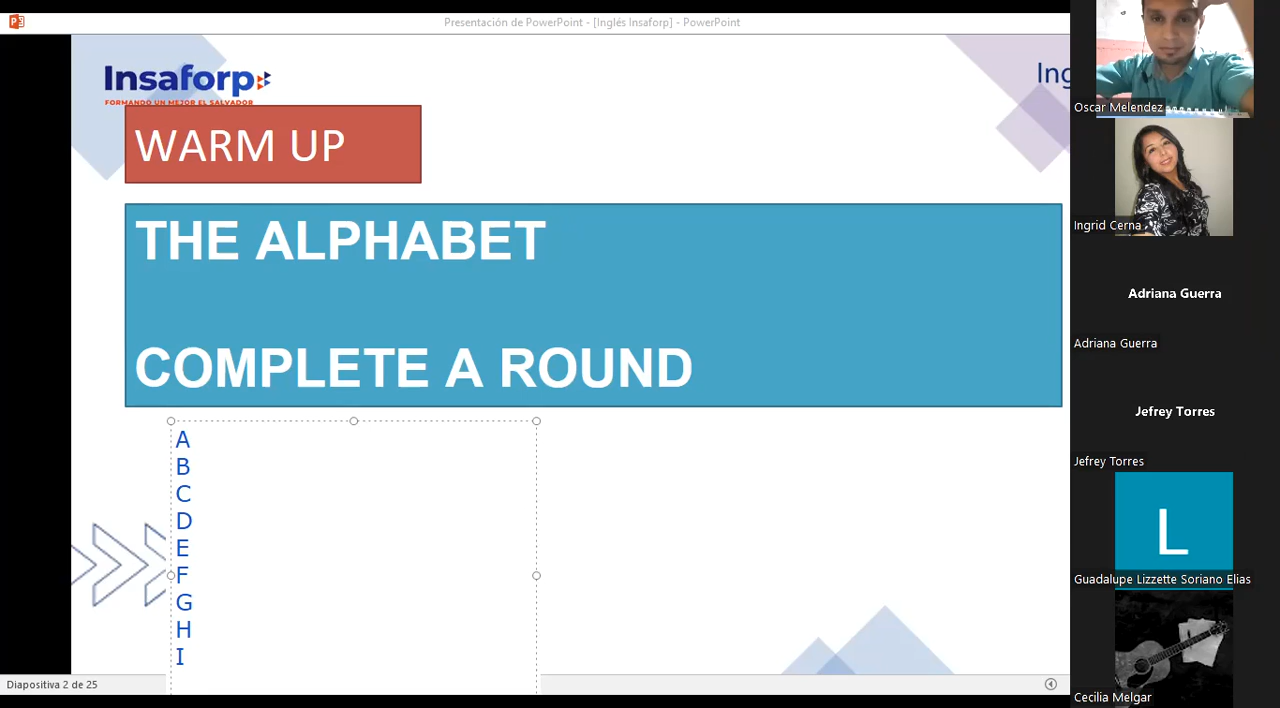 Presentación de PowerPoint - [Inglés Insaforp] - PowerPoint
Insaforp
FORMANDO UN MEJOR EL SALVADOR
Ing
WARM UP
THE ALPHABET
COMPLETE A ROUND
A
B
C
D
E
F
G
H
I
Diapositiva 2 de 25
Oscar Melendez
Ingrid Cerna
Adriana Guerra
Adriana Guerra
Jefrey Torres
Jefrey Torres
L
Guadalupe Lizzette Soriano Elias
Cecilia Melgar